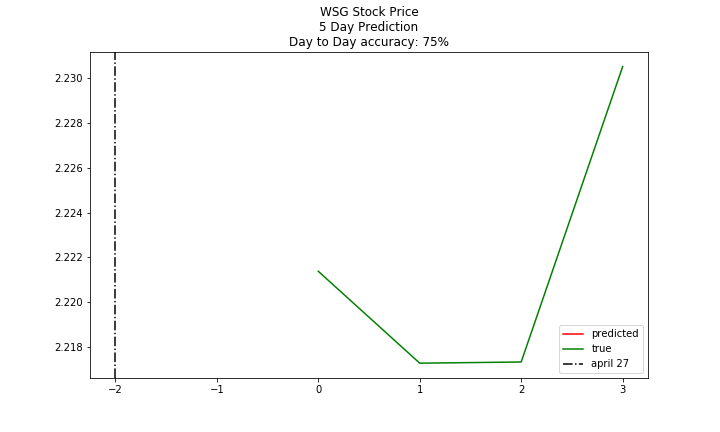 WSG Stock Price
5 Day Prediction
Day to Day accuracy: 75%
2.230
2.228
2.226
2.224
2.222
2.220
2.218
−2
−1
0
1
2
3
predicted
true
april 27